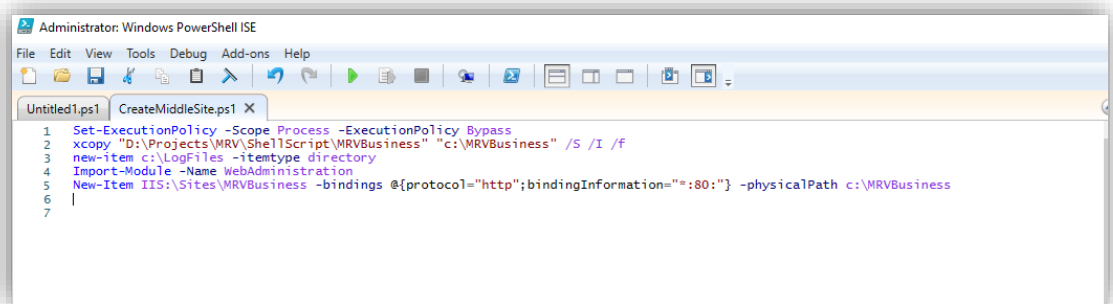 Administrator: Windows PowerShell ISE
File Edit View Tools Debug Add-ons Help
Untitled1.ps1 CreateMiddleSite.ps1 X
1 Set-ExecutionPolicy -Scope Process -ExecutionPolicy Bypass
2 xcopy "D:\Projects\MRV\ShellScript\MRVBusiness" "c:\MRVBusiness" /S /I /f
3 new-item c:\LogFiles -itemtype directory
4 Import-Module -Name WebAdministration
5 New-Item IIS:\Sites\MRVBusiness -bindings @{protocol="http";bindingInformation="*:80:"} -physicalPath c:\MRVBusiness
6
7